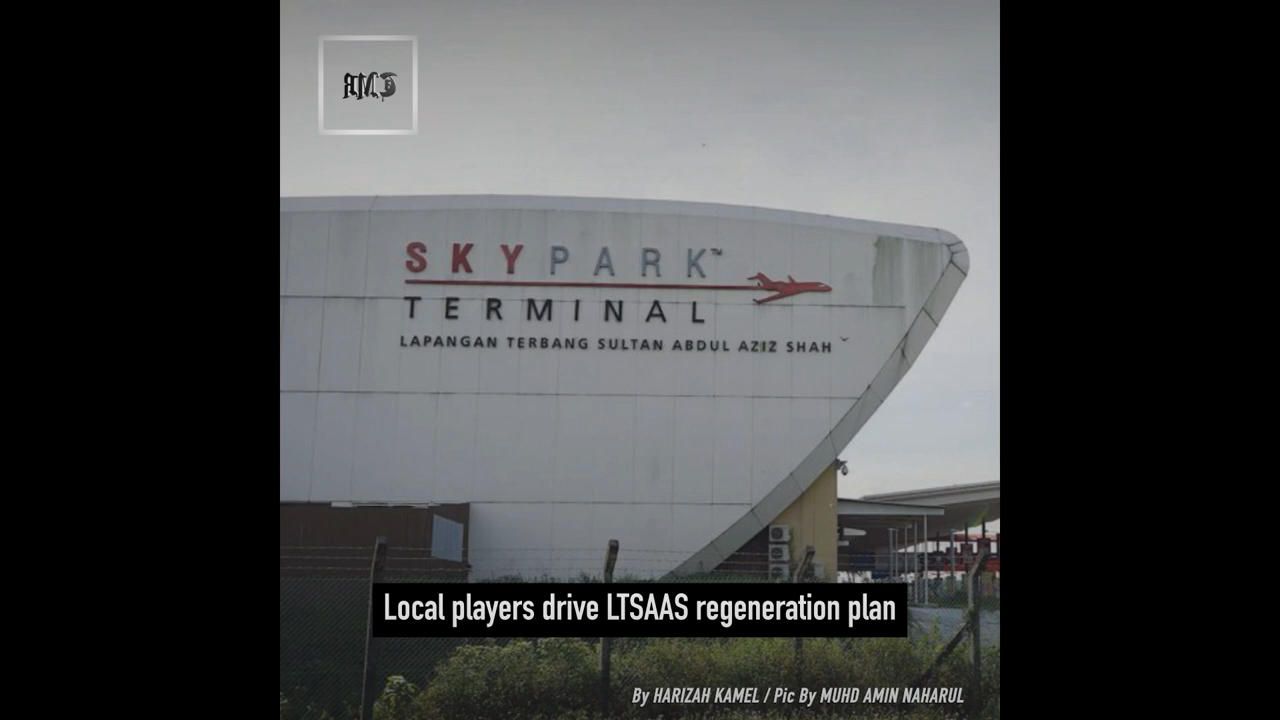 SKYPARK™
TERMINAL
LAPANGAN TERBANG SULTAN ABDUL AZIZ SHAH
Local players drive LTSAAS regeneration plan
By HARIZAH KAMEL / Pic By MUHD AMIN NAHARUL